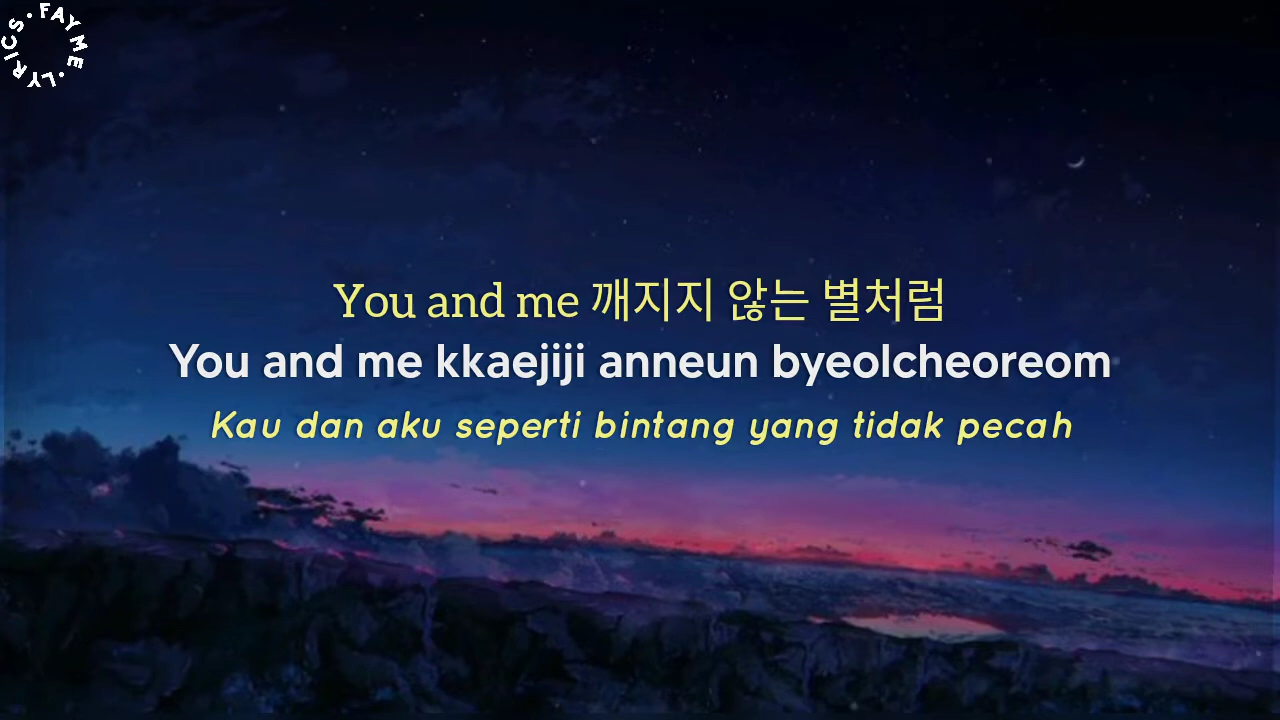 FAYME • LYRICS •
You and me 깨지지 않는 별처럼
You and me kkaejiji anneun byeolcheoreom
Kau dan aku seperti bintang yang tidak pecah